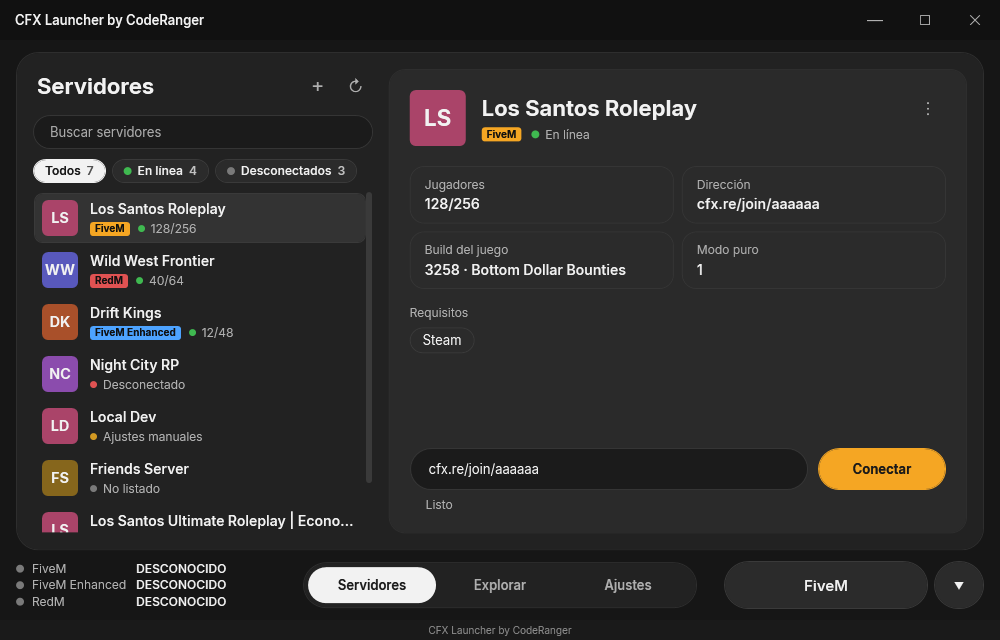 CFX Launcher by CodeRanger
Servidores
Buscar servidores
Todos 7
En línea 4
Desconectados 3
LS
Los Santos Roleplay
FiveM
128/256
WW
Wild West Frontier
RedM
40/64
DK
Drift Kings
FiveM Enhanced
12/48
NC
Night City RP
Desconectado
LD
Local Dev
Ajustes manuales
FS
Friends Server
No listado
LS
Los Santos Ultimate Roleplay | Econo...
LS
Los Santos Roleplay
FiveM
En línea
Jugadores
128/256
Dirección
cfx.re/join/aaaaaa
Build del juego
3258 · Bottom Dollar Bounties
Modo puro
1
Requisitos
Steam
cfx.re/join/aaaaaa
Conectar
Listo
FiveM DESCONOCIDO
FiveM Enhanced DESCONOCIDO
RedM DESCONOCIDO
Servidores
Explorar
Ajustes
FiveM
CFX Launcher by CodeRanger